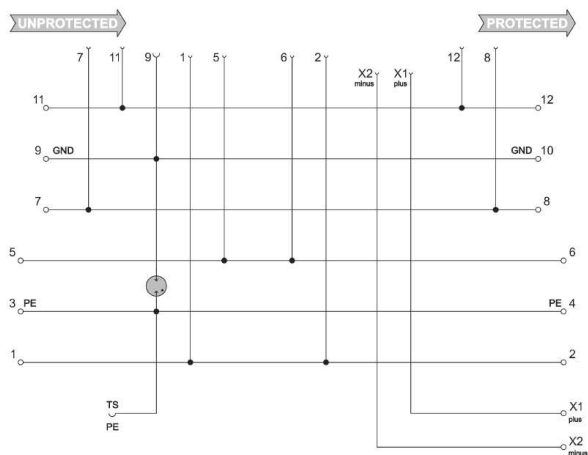 UNPROTECTED PROTECTED
7 11 9 1 5 6 2 12 8
X2 X1
minus plus
11 12
9 GND GND 10
7 8
5 6
3 PE PE 4
1 2
TS
PE
X1
plus
X2
minus